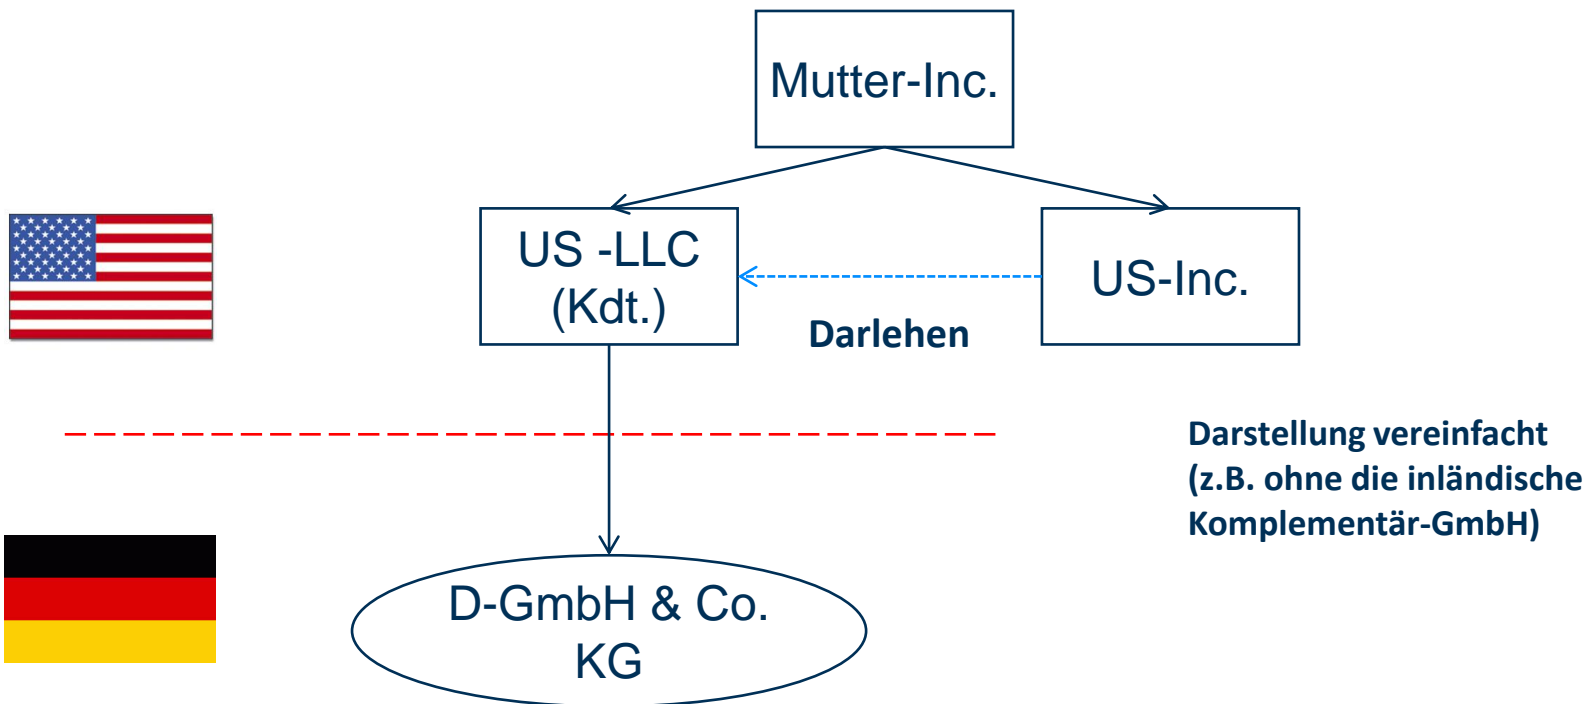 Mutter-Inc.
US -LLC
(Kdt.)
US-Inc.
Darlehen
Darstellung vereinfacht
(z.B. ohne die inländische
Komplementär-GmbH)
D-GmbH & Co.
KG